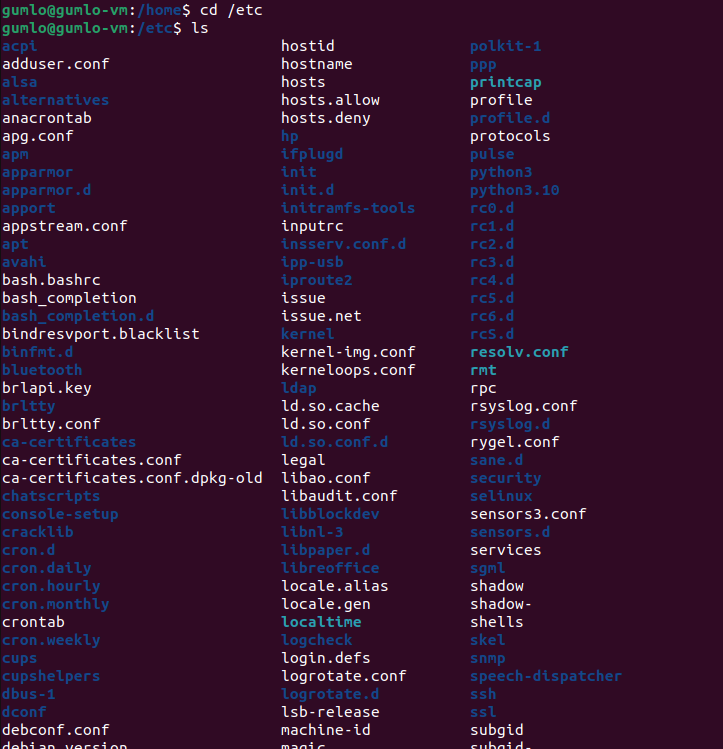 gumlo@gumlo-vm:/home$ cd /etc
gumlo@gumlo-vm:/etc$ ls
acpi hostid polkit-1
adduser.conf hostname ppp
alsa hosts printcap
alternatives hosts.allow profile
anacrontab hosts.deny profile.d
apg.conf hp protocols
apm ifplugd pulse
apparmor init python3
apparmor.d init.d python3.10
apport initramfs-tools rc0.d
appstream.conf inputrc rc1.d
apt insserv.conf.d rc2.d
avahi ipp-usb rc3.d
bash.bashrc iproute2 rc4.d
bash_completion issue rc5.d
bash_completion.d issue.net rc6.d
bindresvport.blacklist kernel rcS.d
binfmt.d kernel-img.conf resolv.conf
bluetooth kerneloops.conf rmt
brlapi.key ldap rpc
brltty ld.so.cache rsyslog.conf
brltty.conf ld.so.conf rsyslog.d
ca-certificates ld.so.conf.d rygel.conf
ca-certificates.conf legal sane.d
ca-certificates.conf.dpkg-old libao.conf security
chatscripts libaudit.conf selinux
console-setup libblockdev sensors3.conf
cracklib libnl-3 sensors.d
cron.d libpaper.d services
cron.daily libreoffice sgml
cron.hourly locale.alias shadow
cron.monthly locale.gen shadow-
crontab localtime shells
cron.weekly logcheck skel
cups login.defs snmp
cupshelpers logrotate.conf speech-dispatcher
dbus-1 logrotate.d ssh
dconf lsb-release ssl
debconf.conf machine-id subgid
debian_version magic subgid-